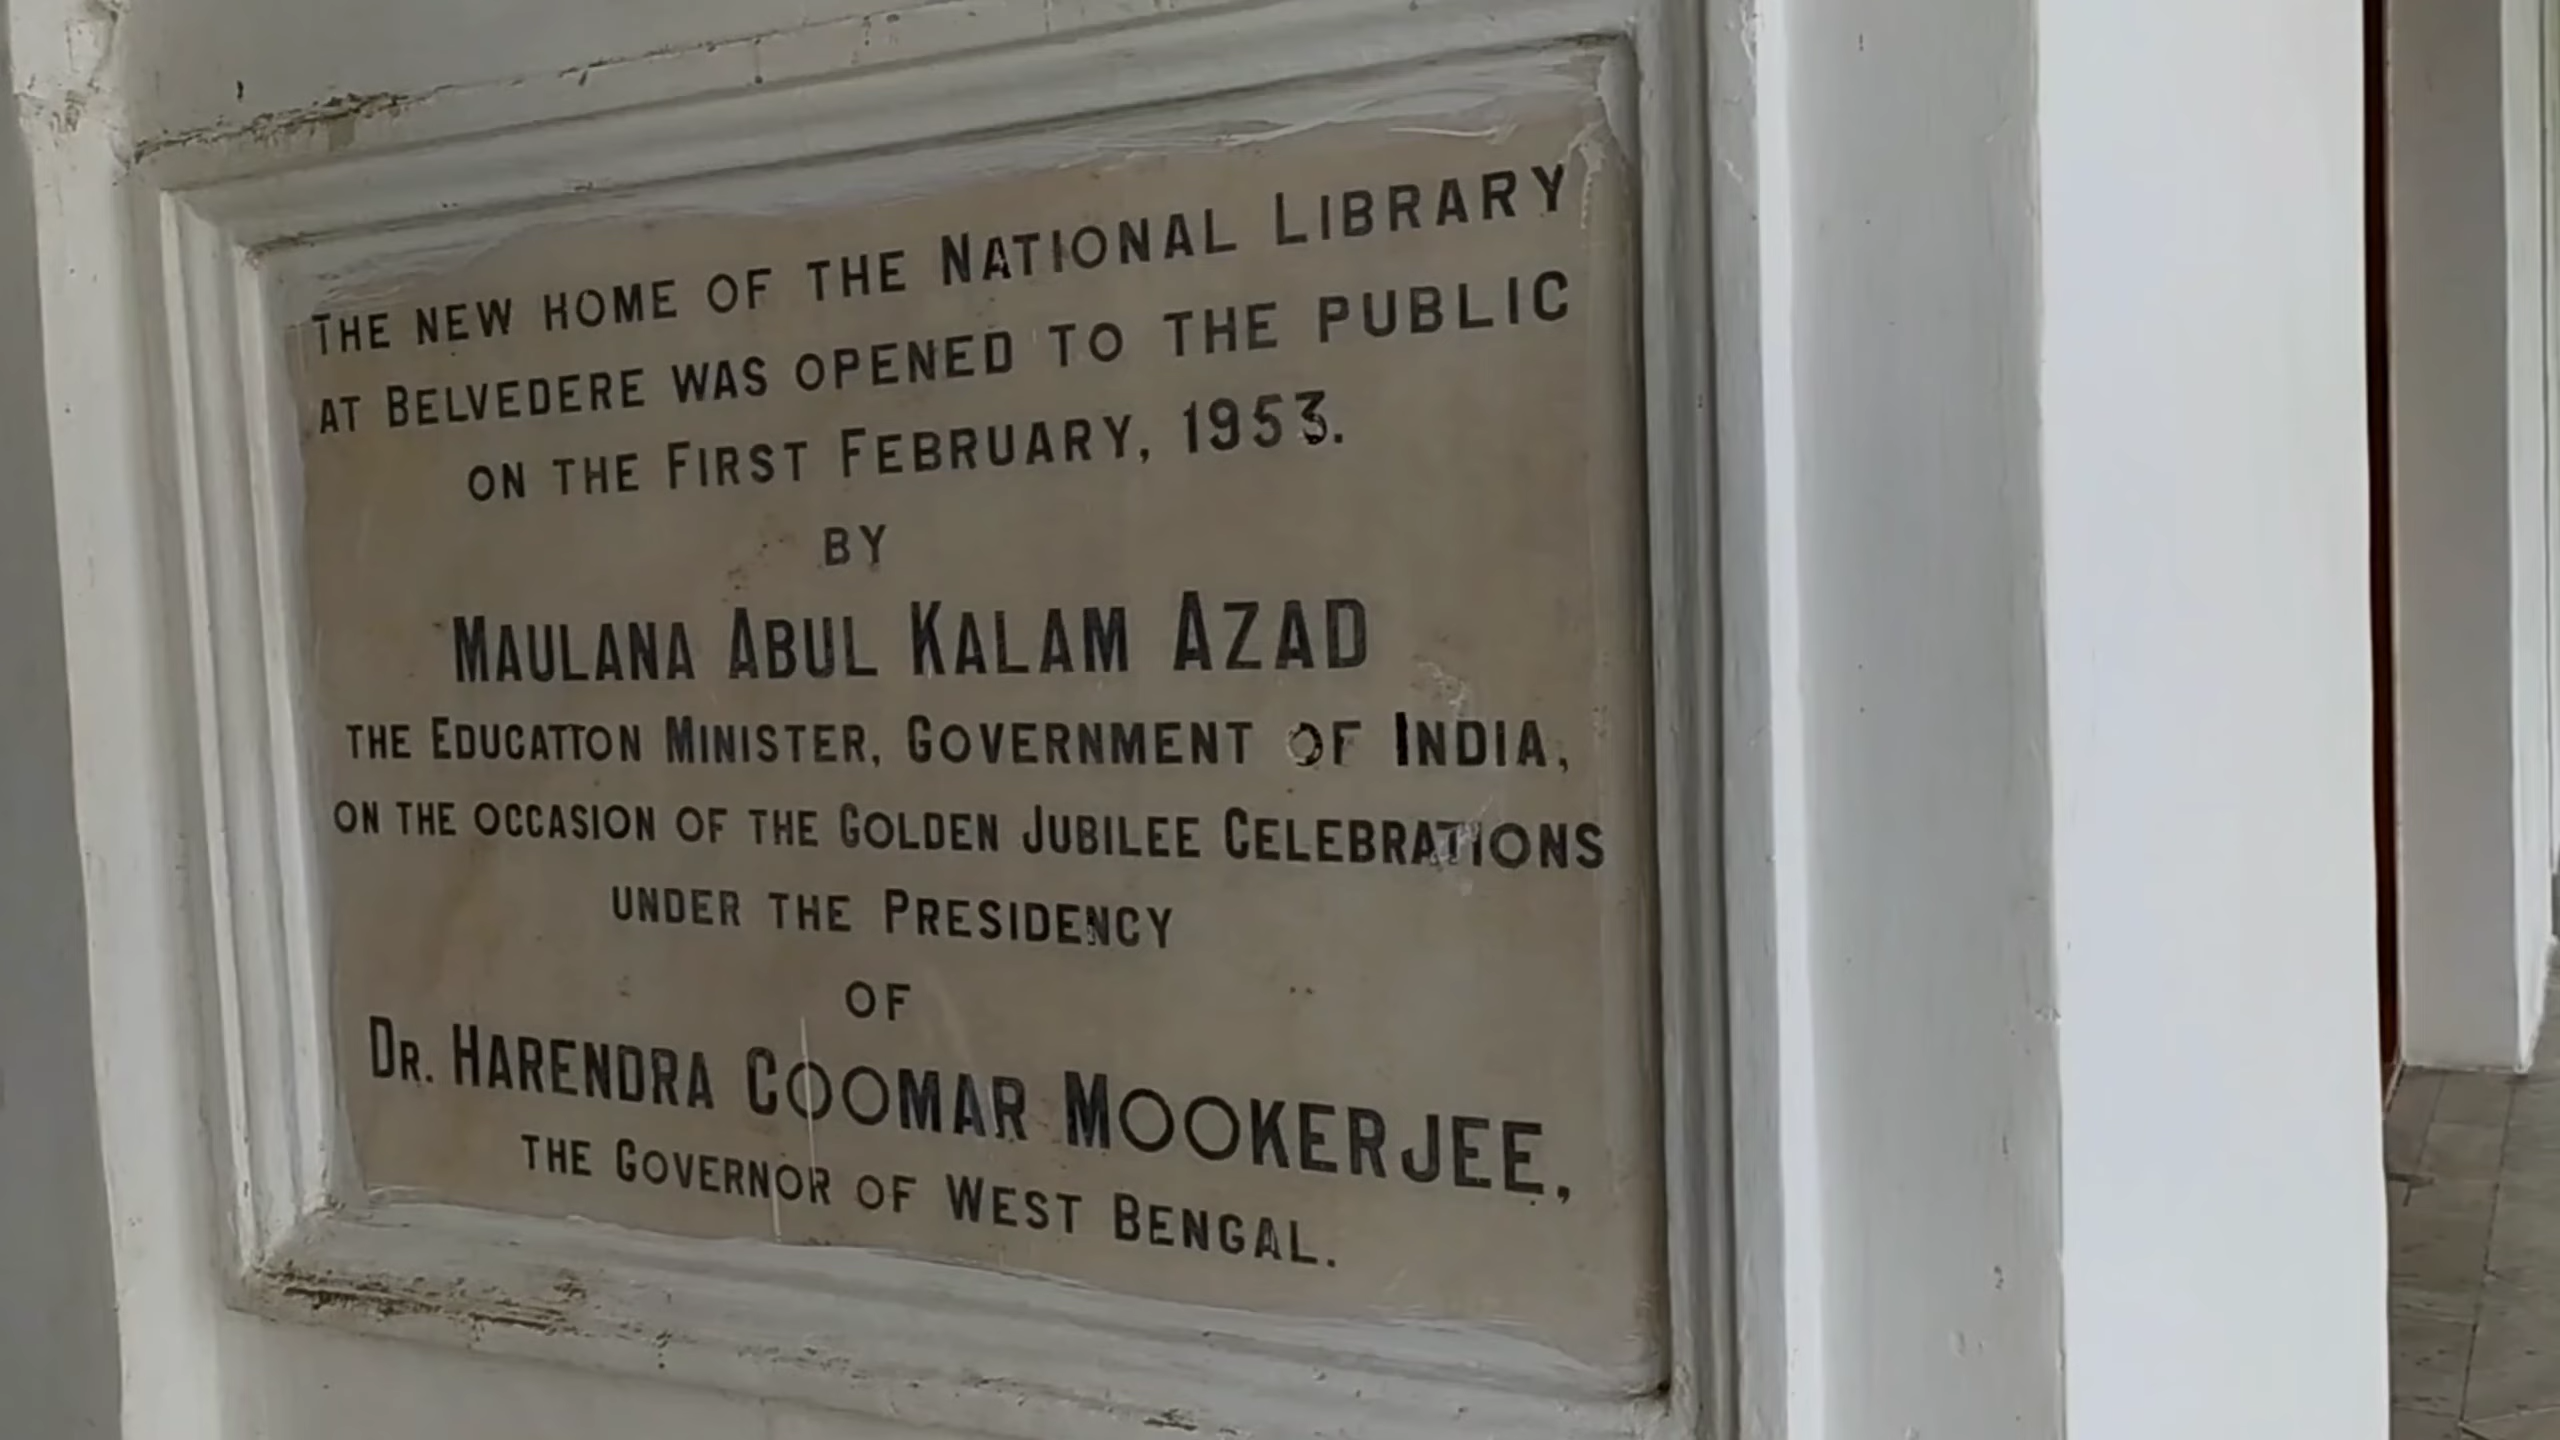 THE NEW HOME OF THE NATIONAL LIBRARY
AT BELVEDERE WAS OPENED TO THE PUBLIC
ON THE FIRST FEBRUARY, 1953.
BY
MAULANA ABUL KALAM AZAD
THE EDUCATION MINISTER, GOVERNMENT OF INDIA,
ON THE OCCASION OF THE GOLDEN JUBILEE CELEBRATIONS
UNDER THE PRESIDENCY
OF
DR. HARENDRA COOMAR MOOKERJEE,
THE GOVERNOR OF WEST BENGAL.